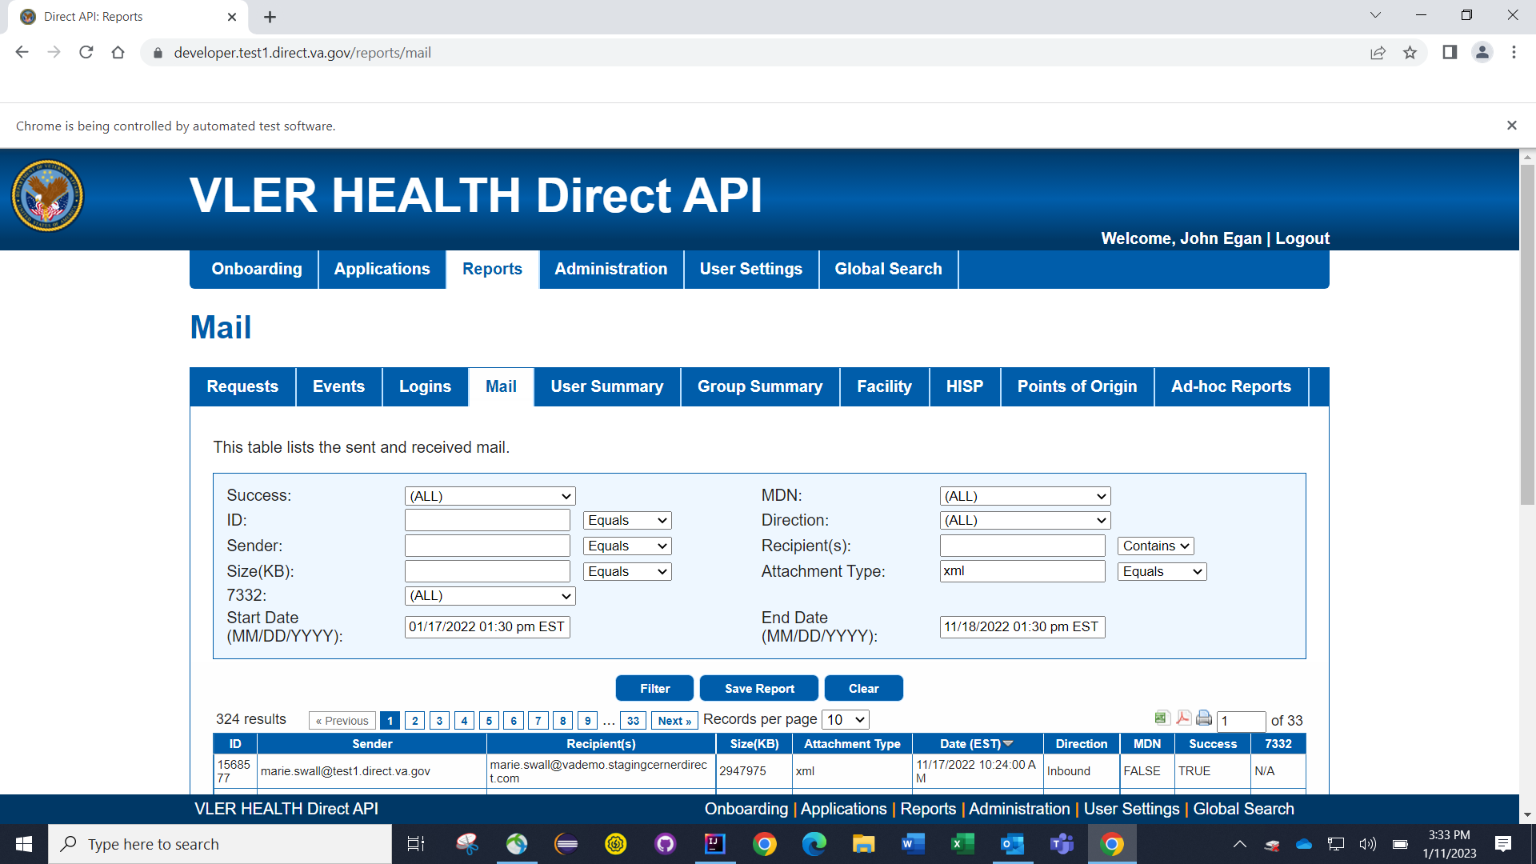 Direct API: Reports
developer.test1.direct.va.gov/reports/mail
Chrome is being controlled by automated test software.
VLER HEALTH Direct API
Welcome, John Egan | Logout
Onboarding Applications Reports Administration User Settings Global Search
Mail
Requests Events Logins Mail User Summary Group Summary Facility HISP Points of Origin Ad-hoc Reports
This table lists the sent and received mail.
Success: (ALL) MDN: (ALL)
ID: Equals Direction: (ALL)
Sender: Equals Recipient(s): Contains
Size(KB): Equals Attachment Type: xml Equals
7332: (ALL)
Start Date (MM/DD/YYYY): 01/17/2022 01:30 pm EST End Date (MM/DD/YYYY): 11/18/2022 01:30 pm EST
Filter Save Report Clear
324 results « Previous 1 2 3 4 5 6 7 8 9 ... 33 Next » Records per page 10 1 of 33
ID Sender Recipient(s) Size(KB) Attachment Type Date (EST) Direction MDN Success 7332
1568577 marie.swall@test1.direct.va.gov marie.swall@vademo.stagingcernerdirect.com 2947975 xml 11/17/2022 10:24:00 AM Inbound FALSE TRUE N/A
VLER HEALTH Direct API Onboarding | Applications | Reports | Administration | User Settings | Global Search
Type here to search
3:33 PM
1/11/2023